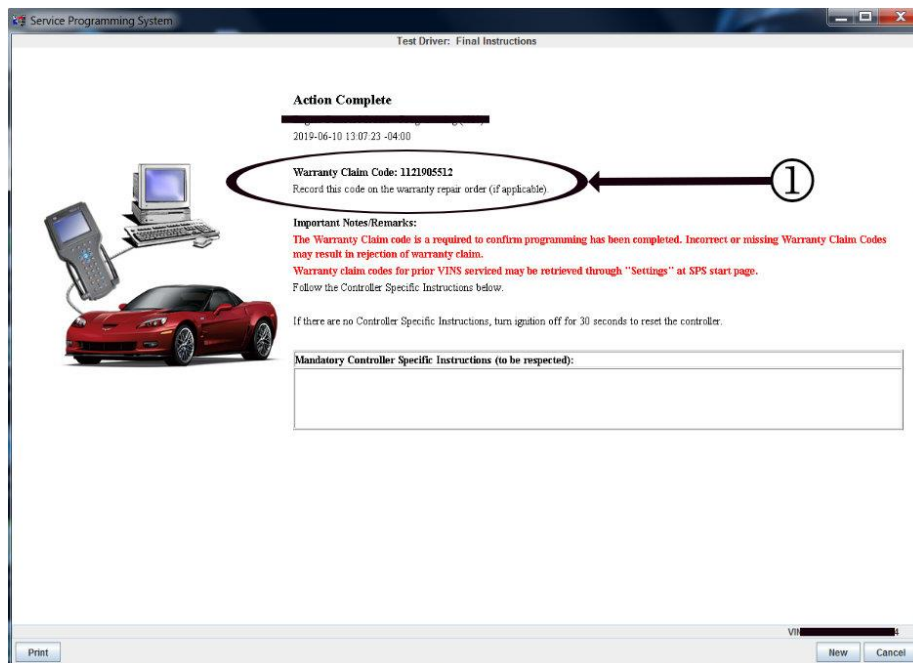 Service Programming System
Test Driver: Final Instructions
Action Complete
2019-06-10 13:07:23 -04:00
Warranty Claim Code: 1121905512
Record this code on the warranty repair order (if applicable).
1
Important Notes/Remarks:
The Warranty Claim code is a required to confirm programming has been completed. Incorrect or missing Warranty Claim Codes
may result in rejection of warranty claim.
Warranty claim codes for prior VINS serviced may be retrieved through "Settings" at SPS start page.
Follow the Controller Specific Instructions below.
If there are no Controller Specific Instructions, turn ignition off for 30 seconds to reset the controller.
Mandatory Controller Specific Instructions (to be respected):
VIN 4
Print New Cancel